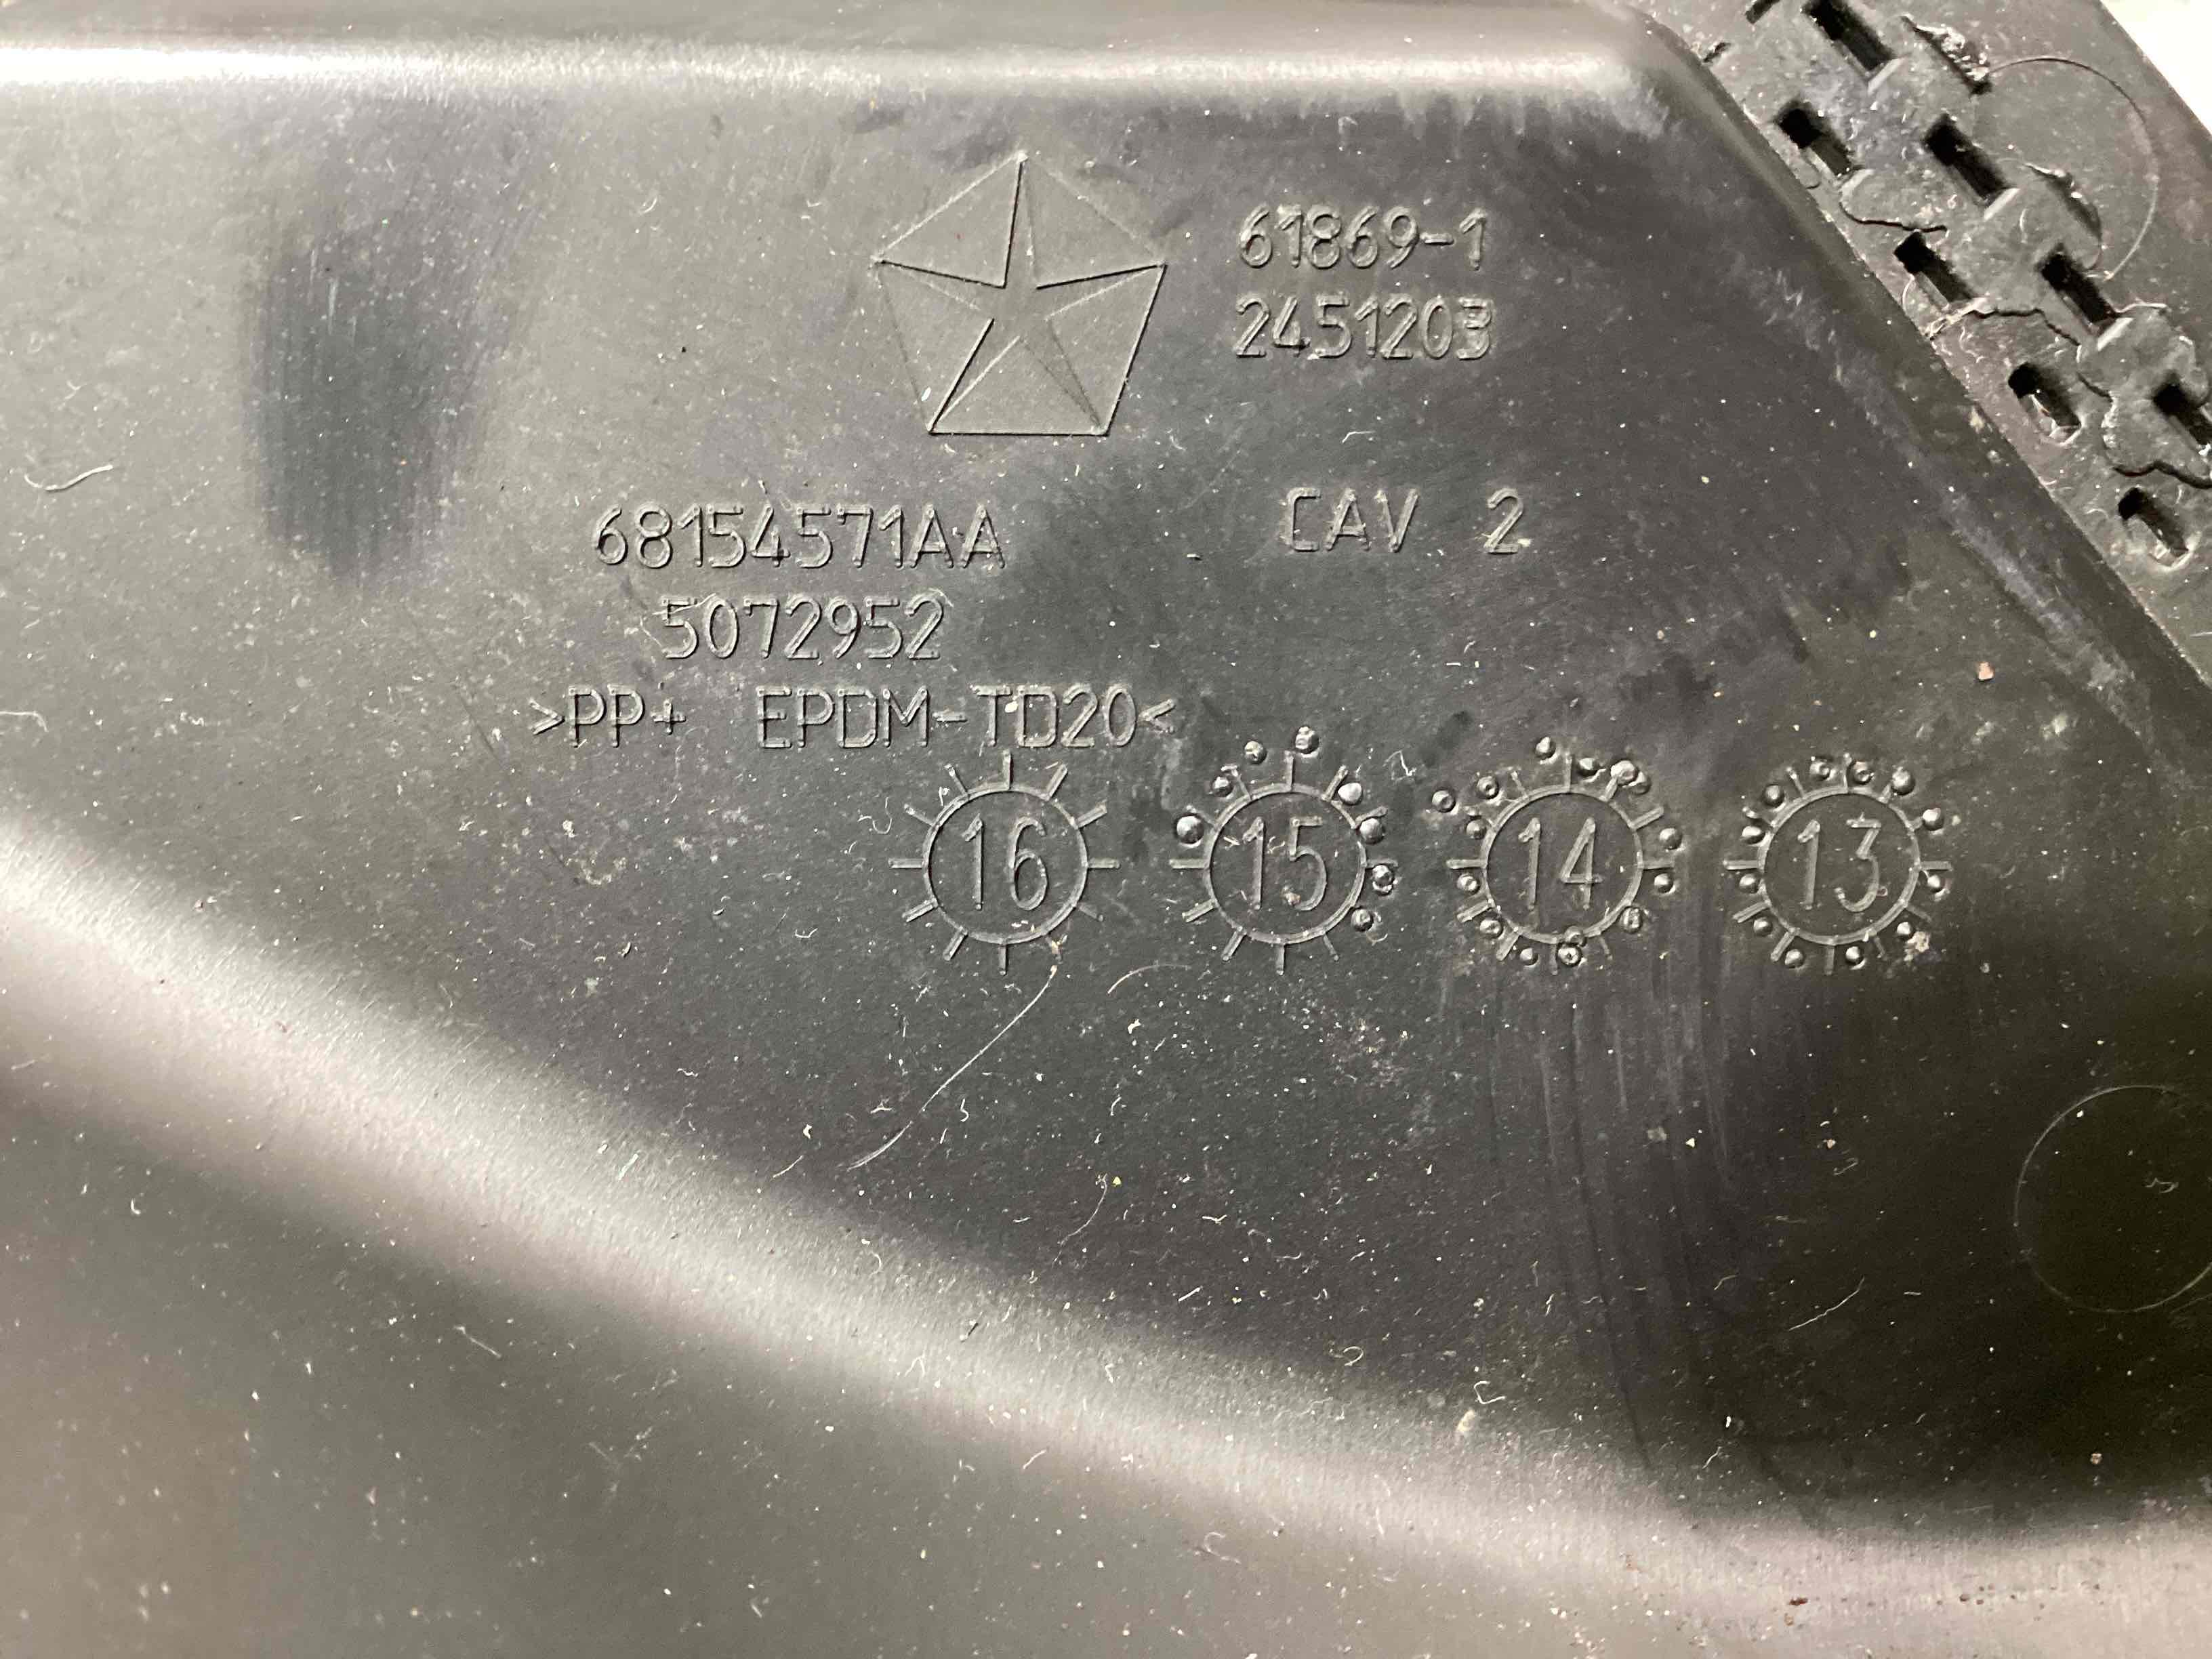 61869-1
2451203
68154571AA
CAV 2
5072952
>PP+ EPDM-TD20<
16 15 14 13